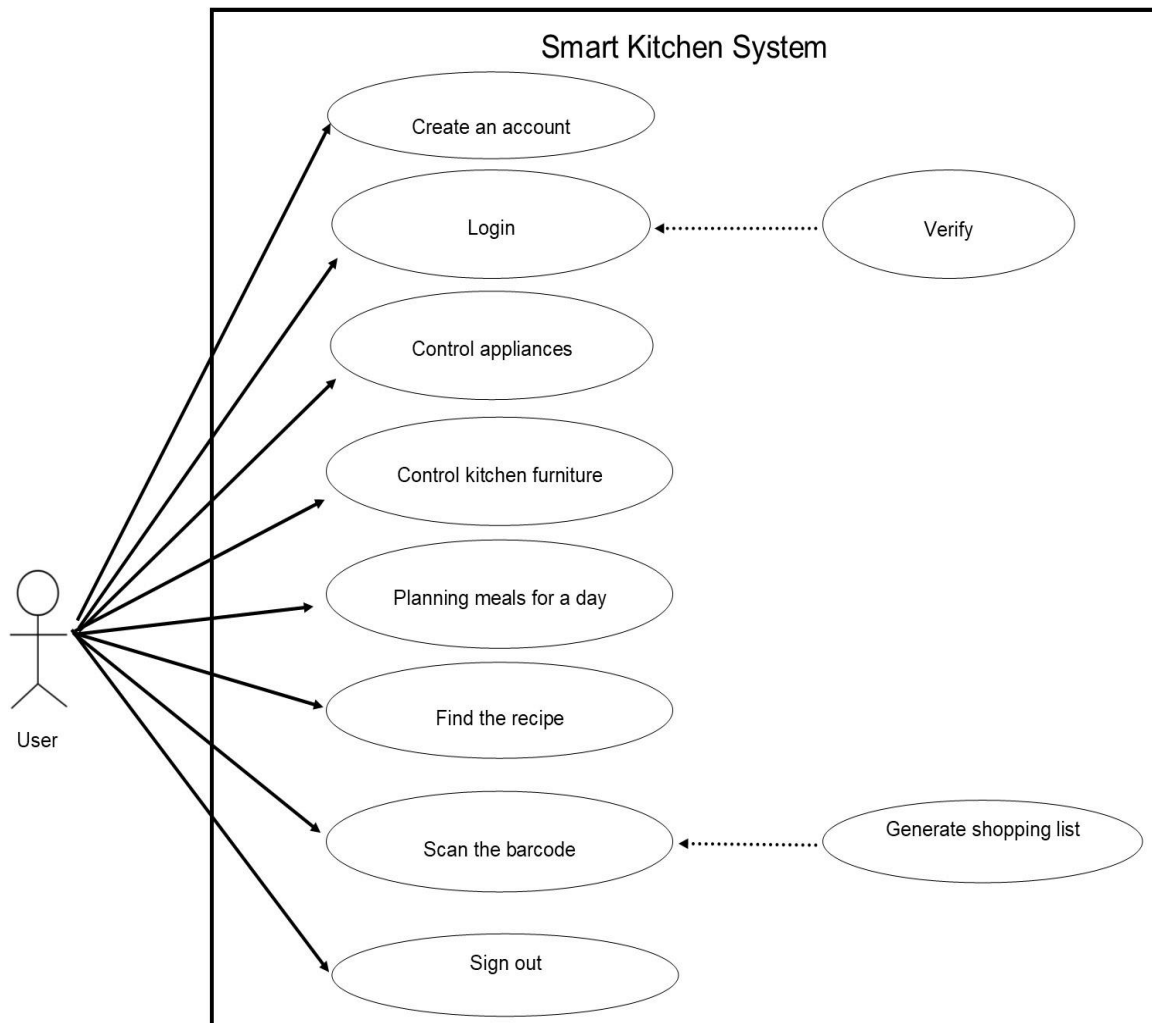 Smart Kitchen System
Create an account
Login
Verify
Control appliances
Control kitchen furniture
Planning meals for a day
Find the recipe
User
Scan the barcode
Generate shopping list
Sign out